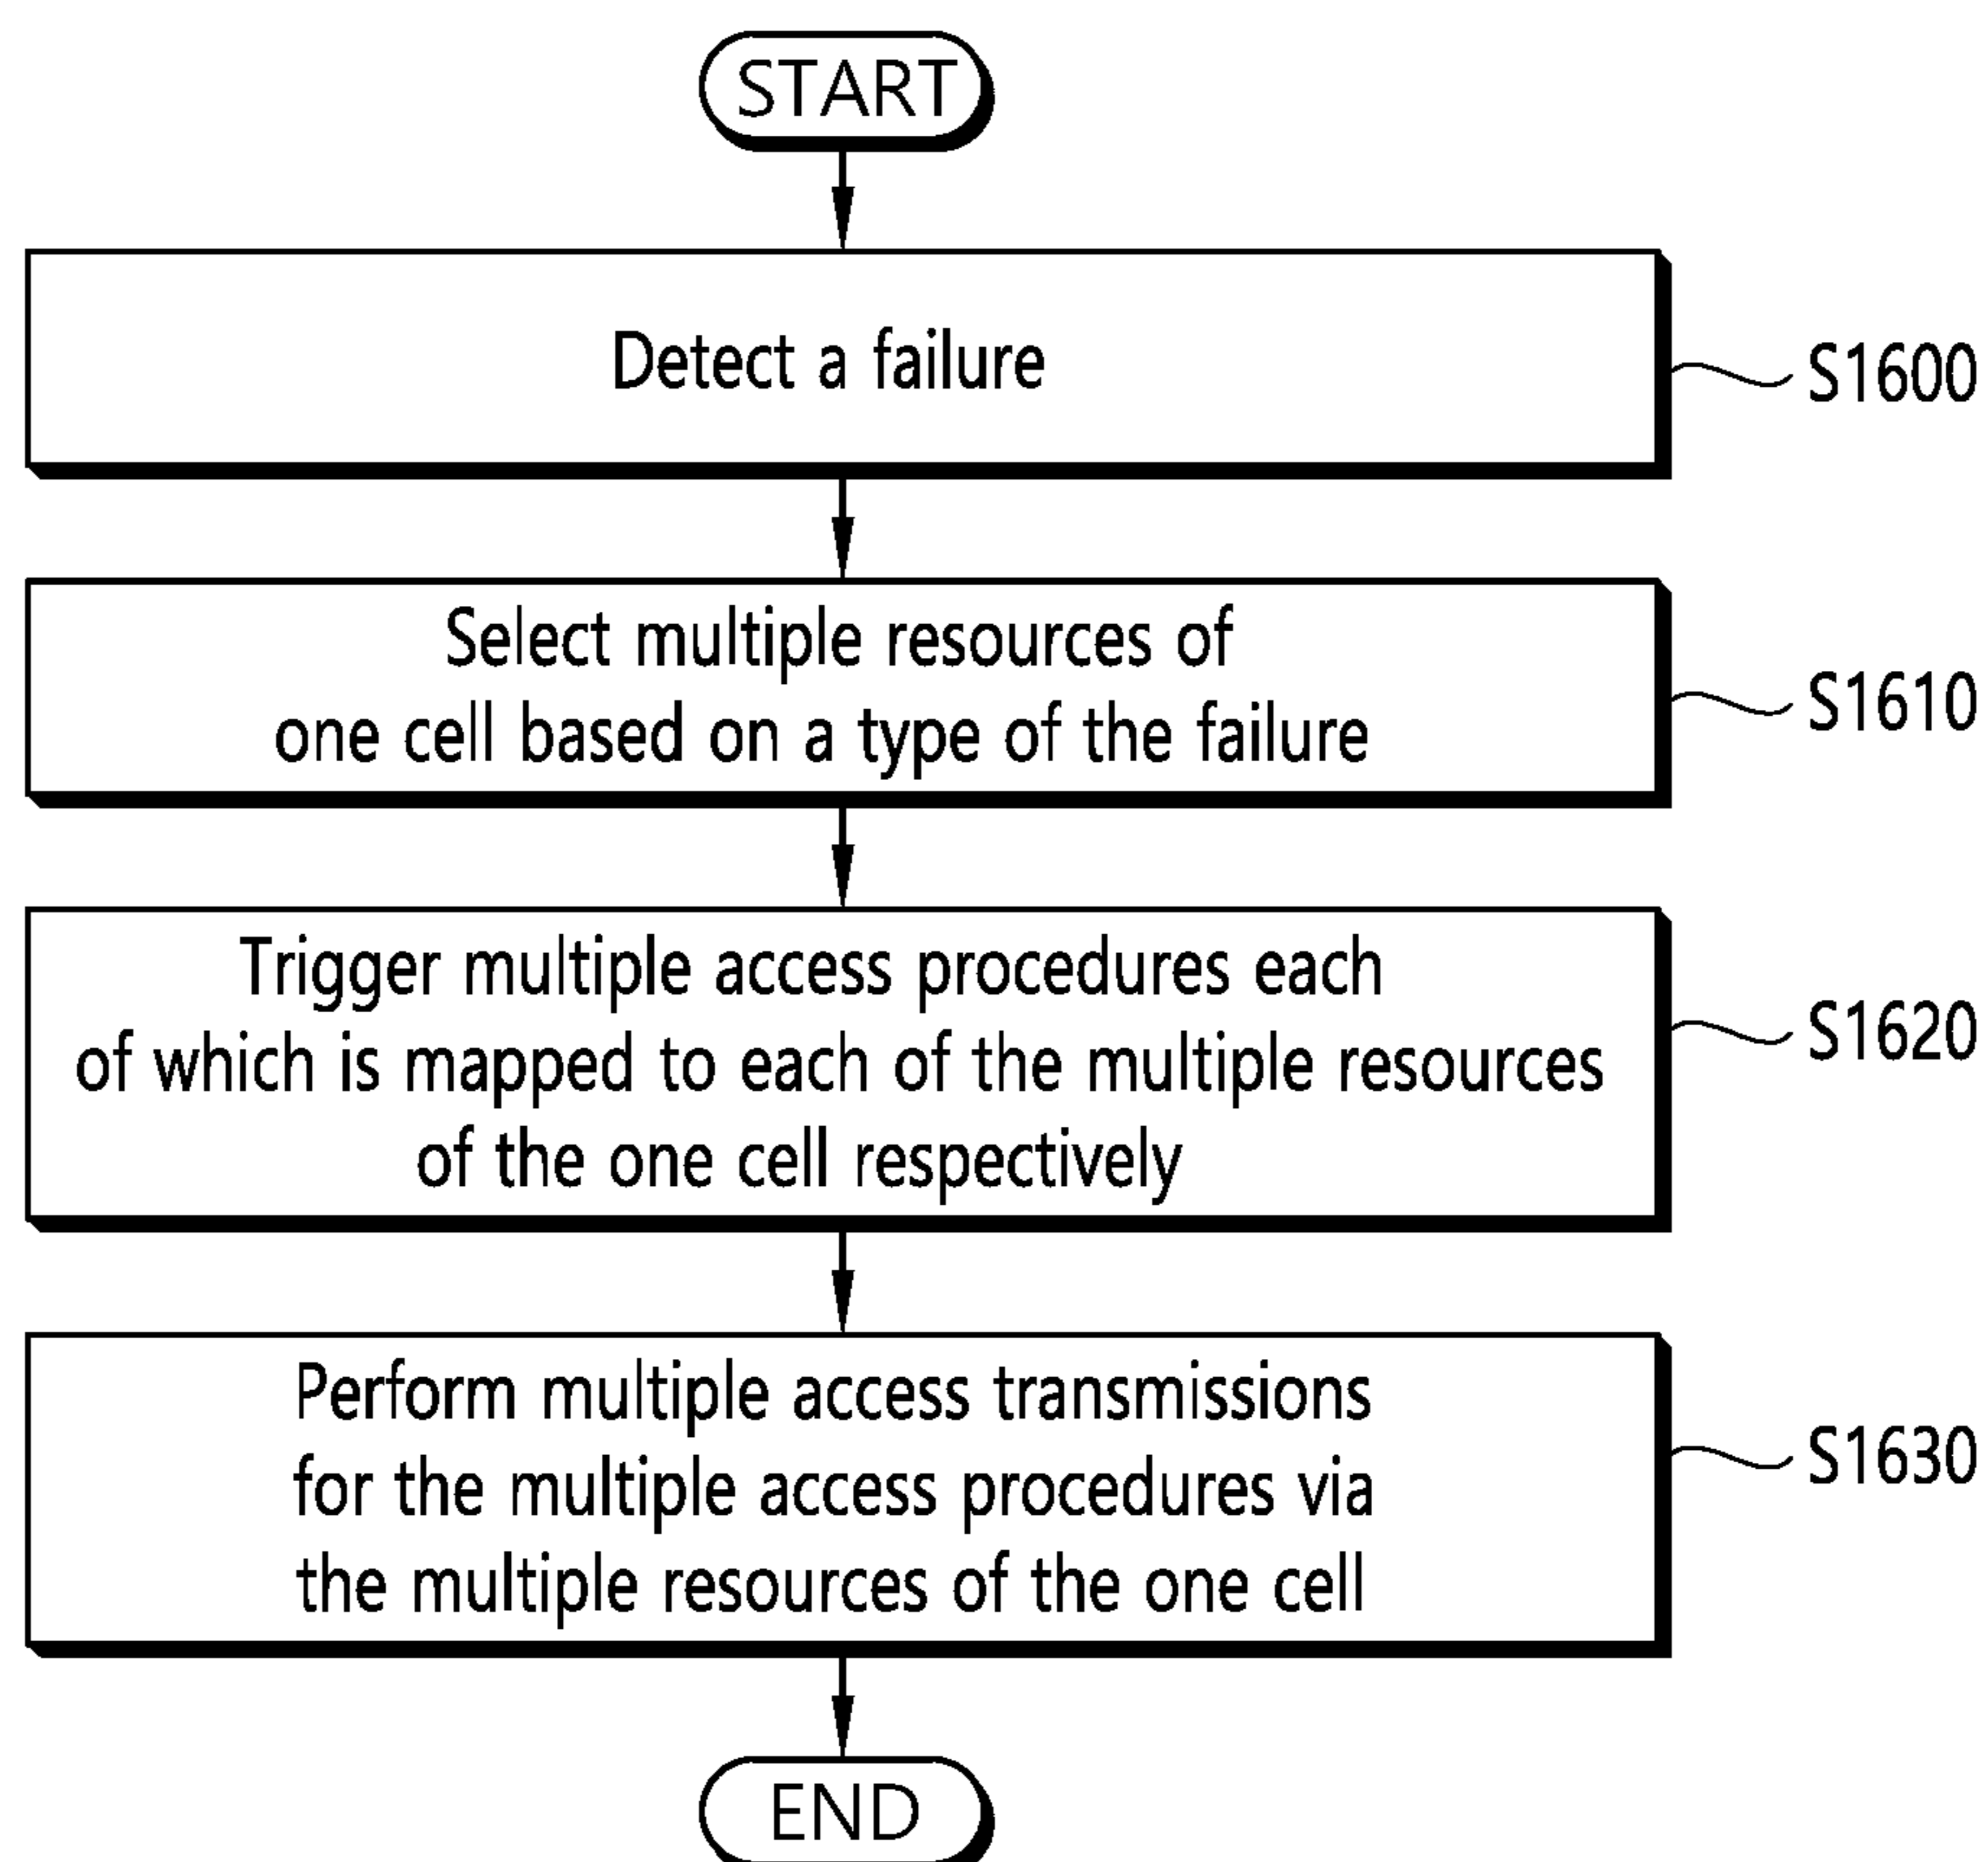 START
Detect a failure
S1600
Select multiple resources of
one cell based on a type of the failure
S1610
Trigger multiple access procedures each
of which is mapped to each of the multiple resources
of the one cell respectively
S1620
Perform multiple access transmissions
for the multiple access procedures via
the multiple resources of the one cell
S1630
END